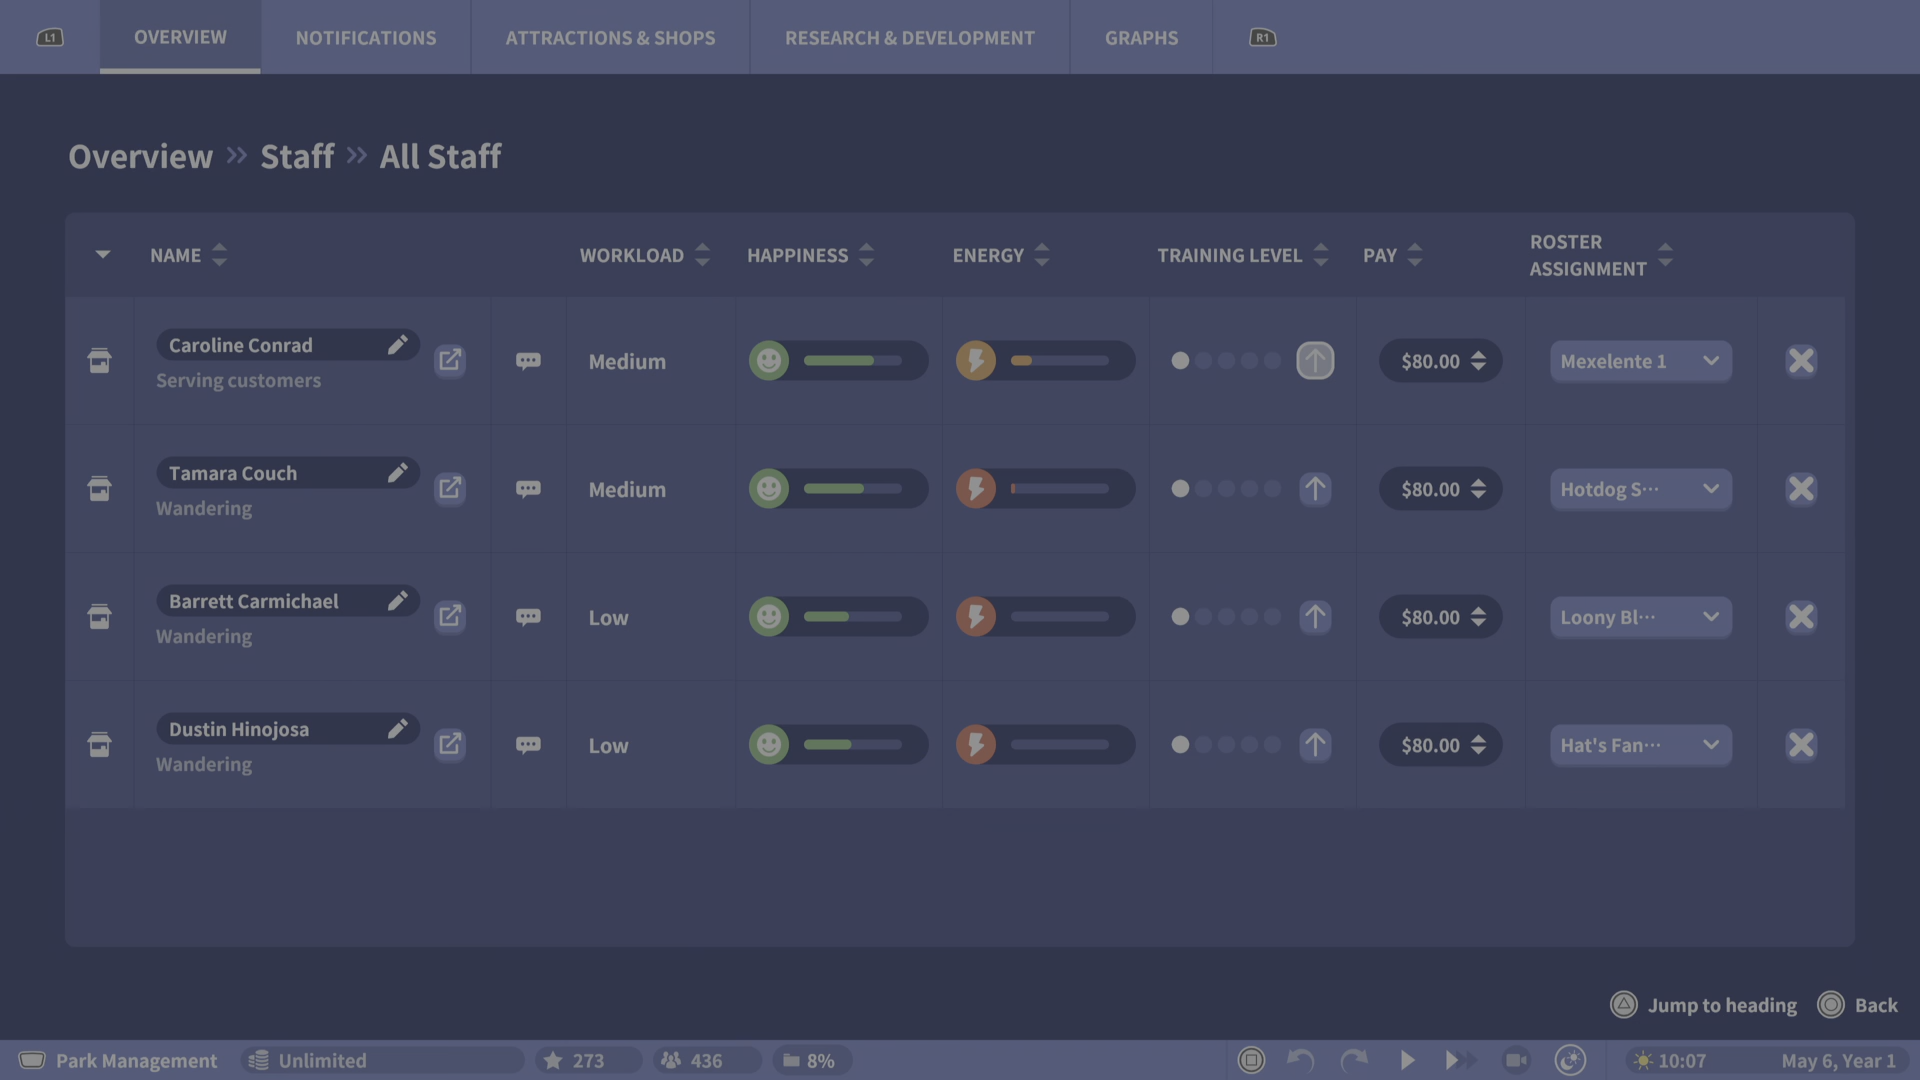 L1 OVERVIEW NOTIFICATIONS ATTRACTIONS & SHOPS RESEARCH & DEVELOPMENT GRAPHS R1
Overview » Staff » All Staff
NAME WORKLOAD HAPPINESS ENERGY TRAINING LEVEL PAY ROSTER
ASSIGNMENT
Caroline Conrad
Serving customers
Medium $80.00 Mexelente 1
Tamara Couch
Wandering
Medium $80.00 Hotdog S···
Barrett Carmichael
Wandering
Low $80.00 Loony Bl···
Dustin Hinojosa
Wandering
Low $80.00 Hat's Fan···
Jump to heading Back
Park Management Unlimited 273 436 8% 10:07 May 6, Year 1